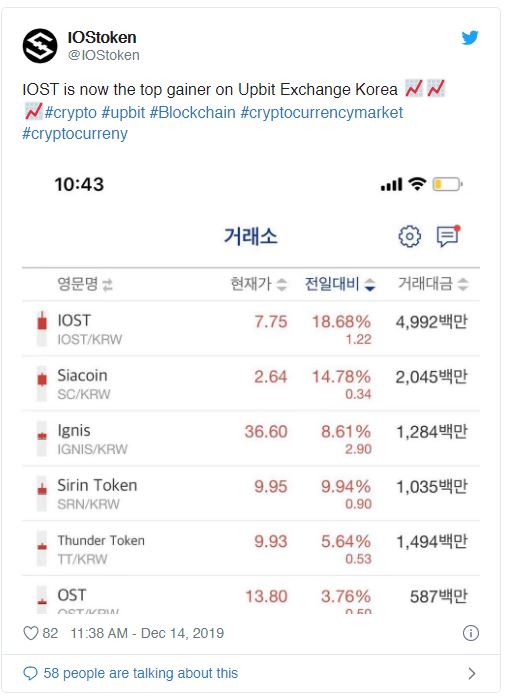 IOStoken
@IOStoken
IOST is now the top gainer on Upbit Exchange Korea 📈📈
📈#crypto #upbit #Blockchain #cryptocurrencymarket
#cryptocurreny
10:43
거래소
영문명 현재가 전일대비 거래대금
IOST 7.75 18.68% 4,992백만
IOST/KRW 1.22
Siacoin 2.64 14.78% 2,045백만
SC/KRW 0.34
Ignis 36.60 8.61% 1,284백만
IGNIS/KRW 2.90
Sirin Token 9.95 9.94% 1,035백만
SRN/KRW 0.90
Thunder Token 9.93 5.64% 1,494백만
TT/KRW 0.53
OST 13.80 3.76% 587백만
OST/KRW 0.50
82 11:38 AM - Dec 14, 2019
58 people are talking about this